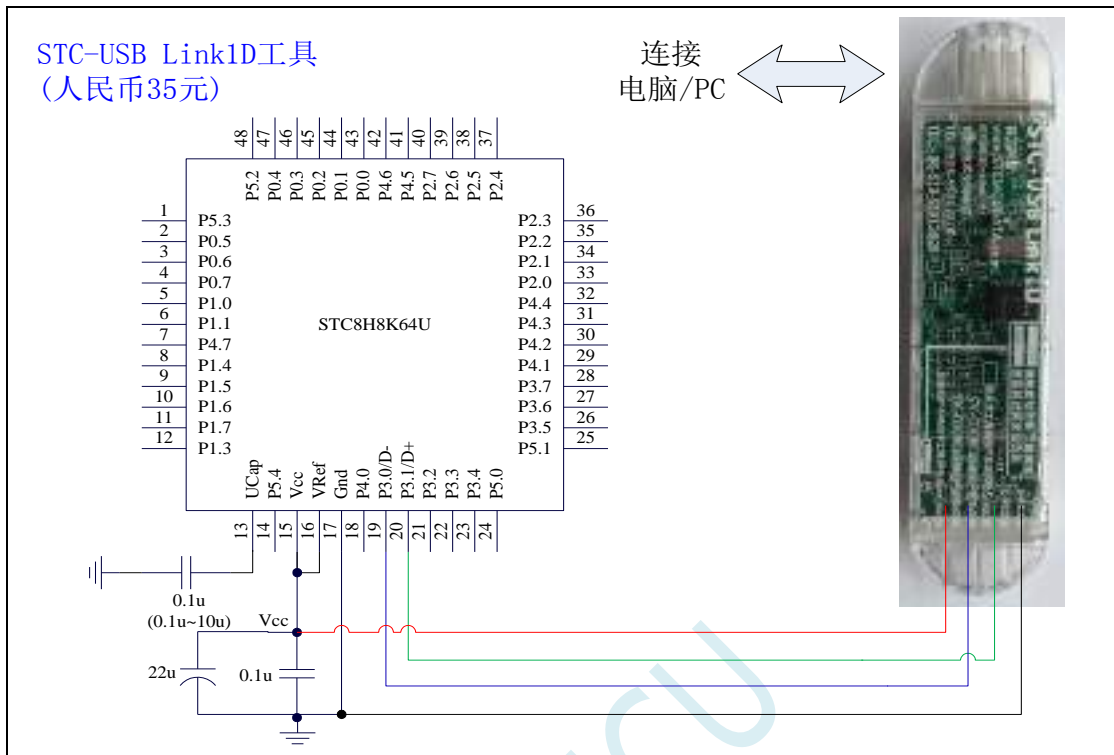 STC-USB Link1D工具
(人民币35元)
连接
电脑/PC
48 47 46 45 44 43 42 41 40 39 38 37
P5.2 P0.4 P0.3 P0.2 P0.1 P0.0 P4.6 P4.5 P2.7 P2.6 P2.5 P2.4
1 P5.3 P2.3 36
2 P0.5 P2.2 35
3 P0.6 P2.1 34
4 P0.7 P2.0 33
5 P1.0 P4.4 32
6 P1.1 P4.3 31
STC8H8K64U
7 P4.7 P4.2 30
8 P1.4 P4.1 29
9 P1.5 P3.7 28
10 P1.6 P3.6 27
11 P1.7 P3.5 26
12 P1.3 P5.1 25
UCap P5.4 Vcc VRef Gnd P4.0 P3.0/D- P3.1/D+ P3.2 P3.3 P3.4 P5.0
13 14 15 16 17 18 19 20 21 22 23 24
0.1u
(0.1u~10u)
Vcc
22u
0.1u
STC-USB Link1D
CU